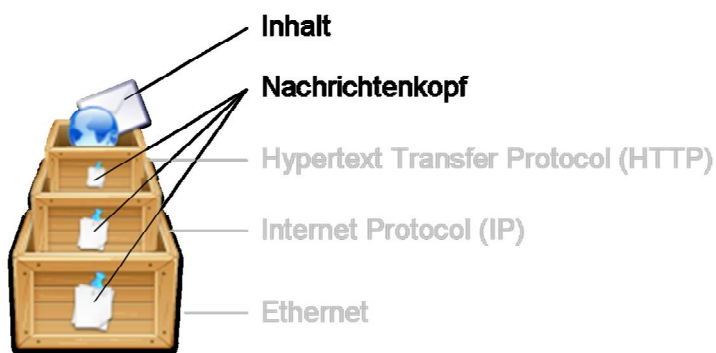 Inhalt
Nachrichtenkopf
Hypertext Transfer Protocol (HTTP)
Internet Protocol (IP)
Ethernet